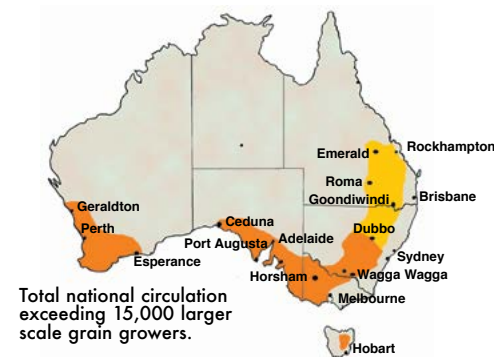 Emerald
Rockhampton
Roma
Goondiwindi
Brisbane
Geraldton
Perth
Ceduna
Dubbo
Port Augusta
Adelaide
Sydney
Esperance
Horsham
Wagga Wagga
Melbourne
Total national circulation
exceeding 15,000 larger
scale grain growers.
Hobart